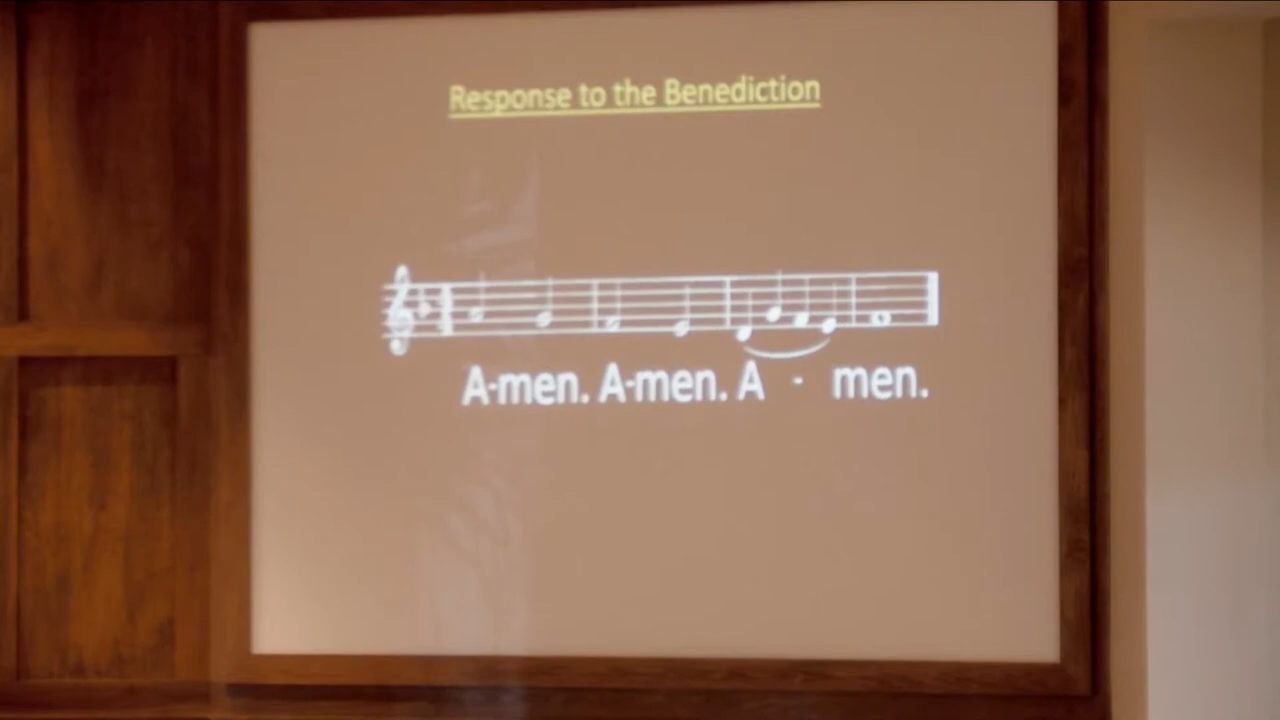 Response to the Benediction
A-men. A-men. A - men.